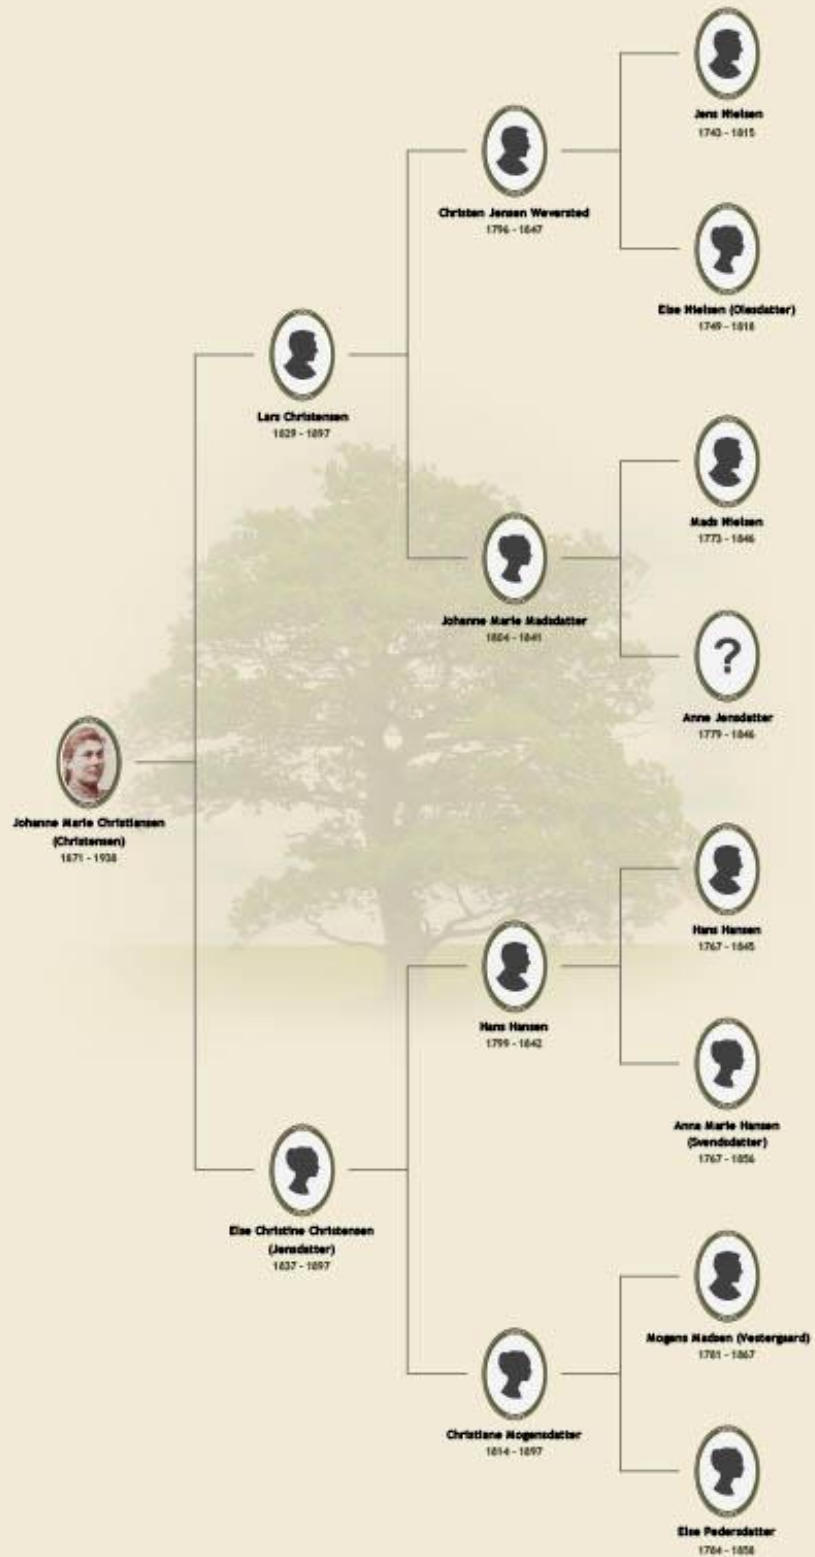 Jens Nielsen
1743 - 1815
Christen Jensen Weversted
1796 - 1847
Else Nielsen (Olesdatter)
1749 - 1818
Lars Christensen
1829 - 1897
Mads Nielsen
1773 - 1846
Johanne Marie Madsdatter
1804 - 1841
?
Anne Jensdatter
1779 - 1846
Johanne Marie Christiansen
(Christensen)
1871 - 1938
Hans Hansen
1767 - 1845
Hans Hansen
1799 - 1842
Anna Marie Hansen
(Svendsdatter)
1767 - 1856
Else Christine Christensen
(Jensdatter)
1837 - 1897
Mogens Madsen (Vestergaard)
1781 - 1867
Christiane Mogensdatter
1814 - 1897
Else Pedersdatter
1784 - 1858